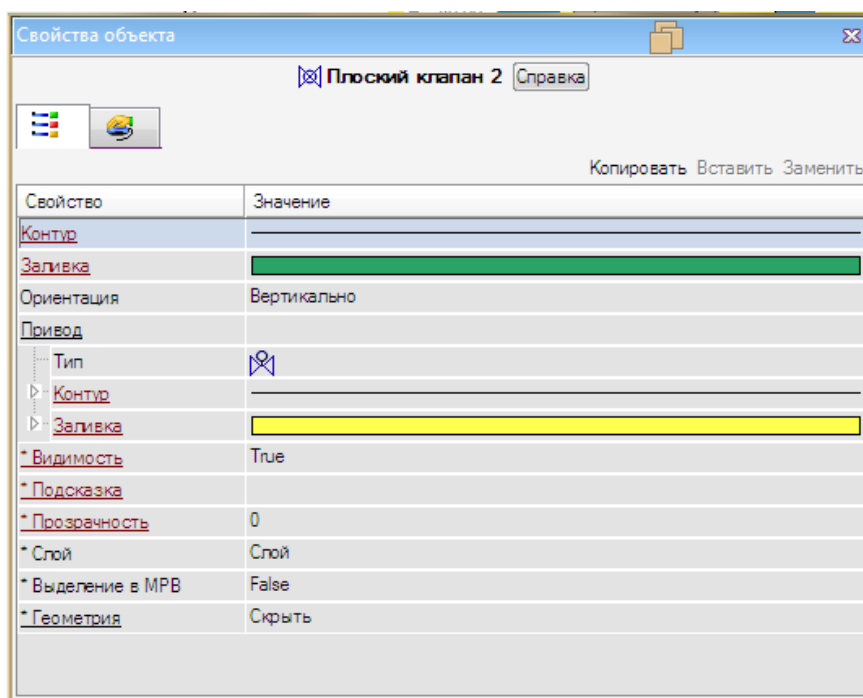 Свойства объекта
Плоский клапан 2 Справка
Копировать Вставить Заменить
Свойство Значение
Контур
Заливка
Ориентация Вертикально
Привод
Тип
Контур
Заливка
* Видимость True
* Подсказка
* Прозрачность 0
* Слой Слой
* Выделение в МРВ False
* Геометрия Скрыть